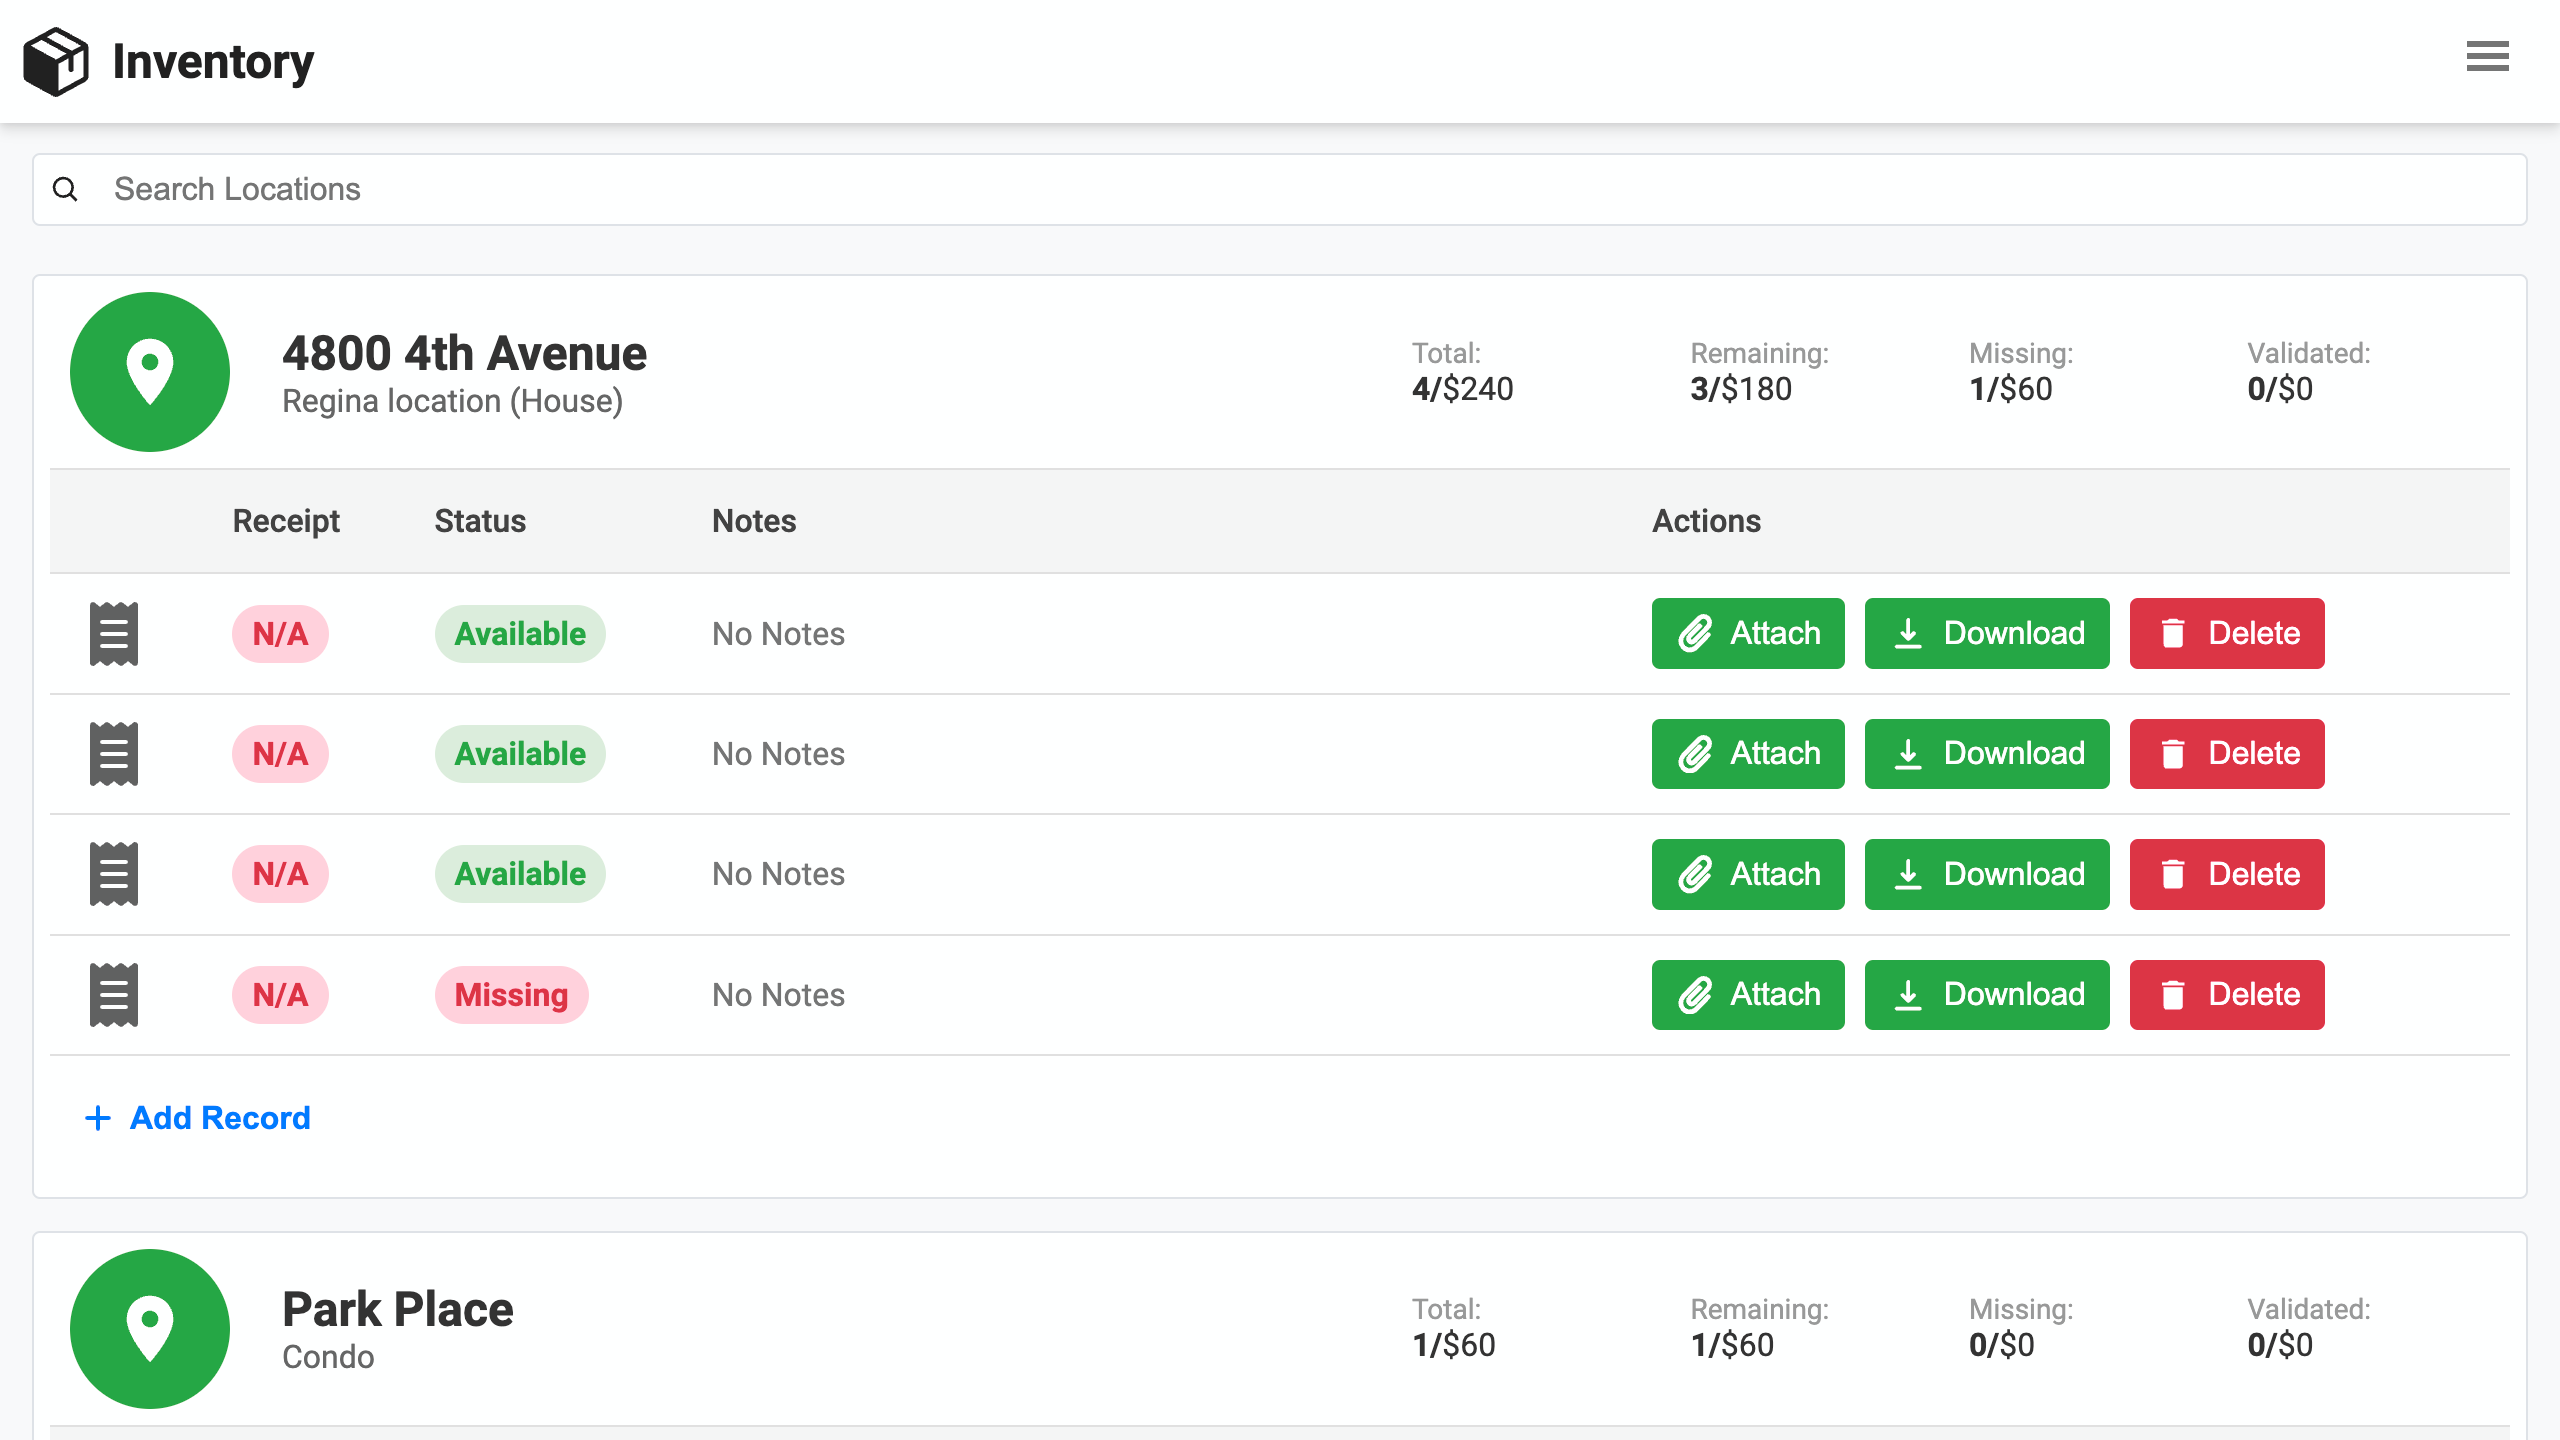 Inventory
Search Locations
4800 4th Avenue
Regina location (House)
Total: Remaining: Missing: Validated:
4/$240 3/$180 1/$60 0/$0
Receipt Status Notes Actions
N/A Available No Notes Attach Download Delete
N/A Available No Notes Attach Download Delete
N/A Available No Notes Attach Download Delete
N/A Missing No Notes Attach Download Delete
+ Add Record
Park Place
Condo
Total: Remaining: Missing: Validated:
1/$60 1/$60 0/$0 0/$0